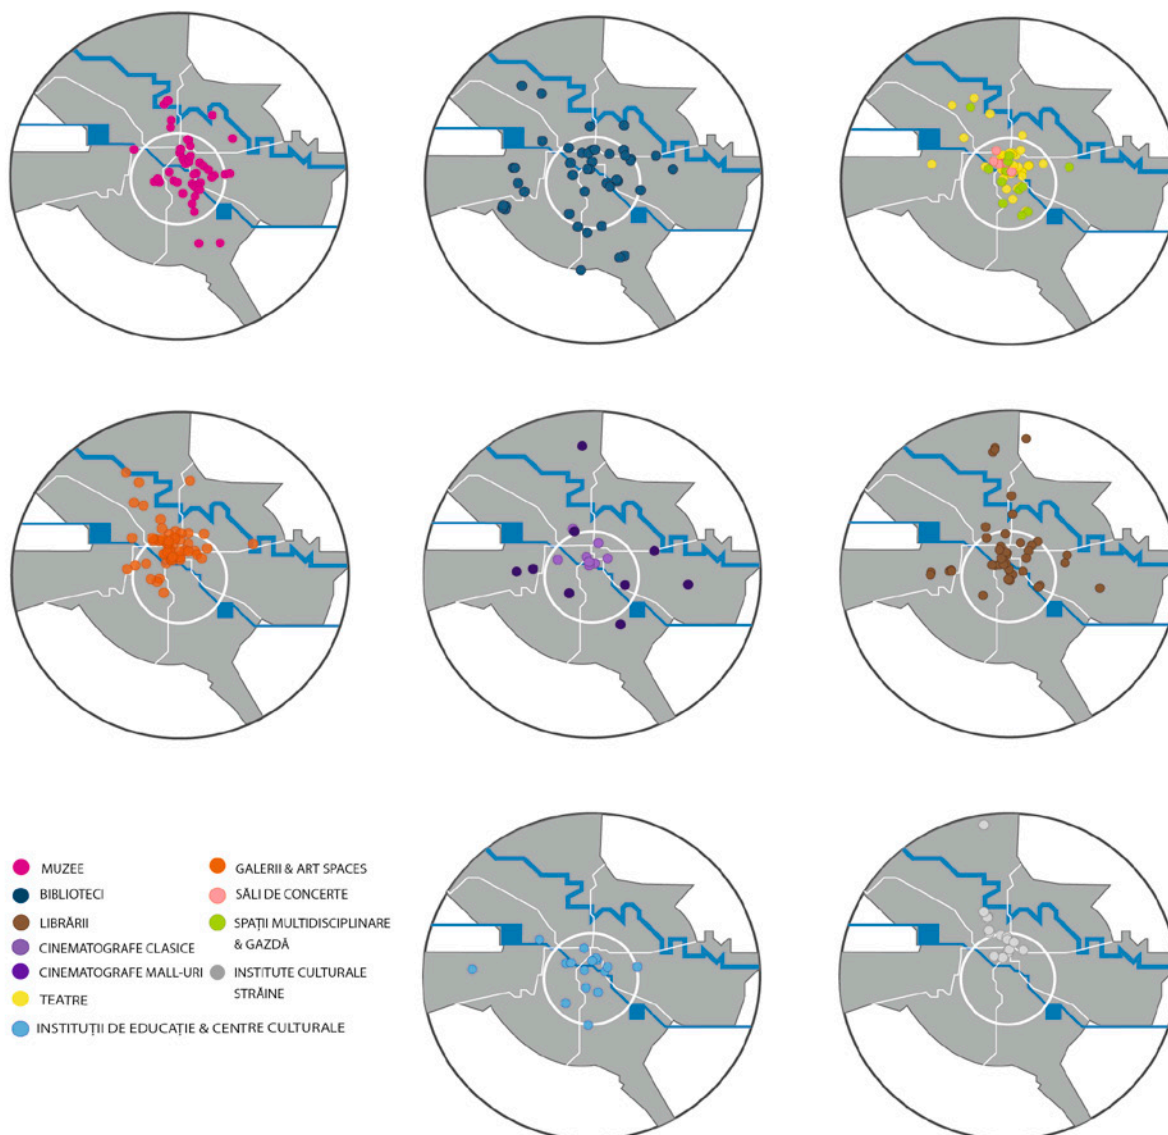 MUZEE
BIBLIOTECI
LIBRĂRII
CINEMATOGRAFE CLASICE
CINEMATOGRAFE MALL-URI
TEATRE
INSTITUȚII DE EDUCAȚIE & CENTRE CULTURALE
GALERII & ART SPACES
SĂLI DE CONCERTE
SPAȚII MULTIDISCIPLINARE
& GAZDĂ
INSTITUTE CULTURALE
STRĂINE